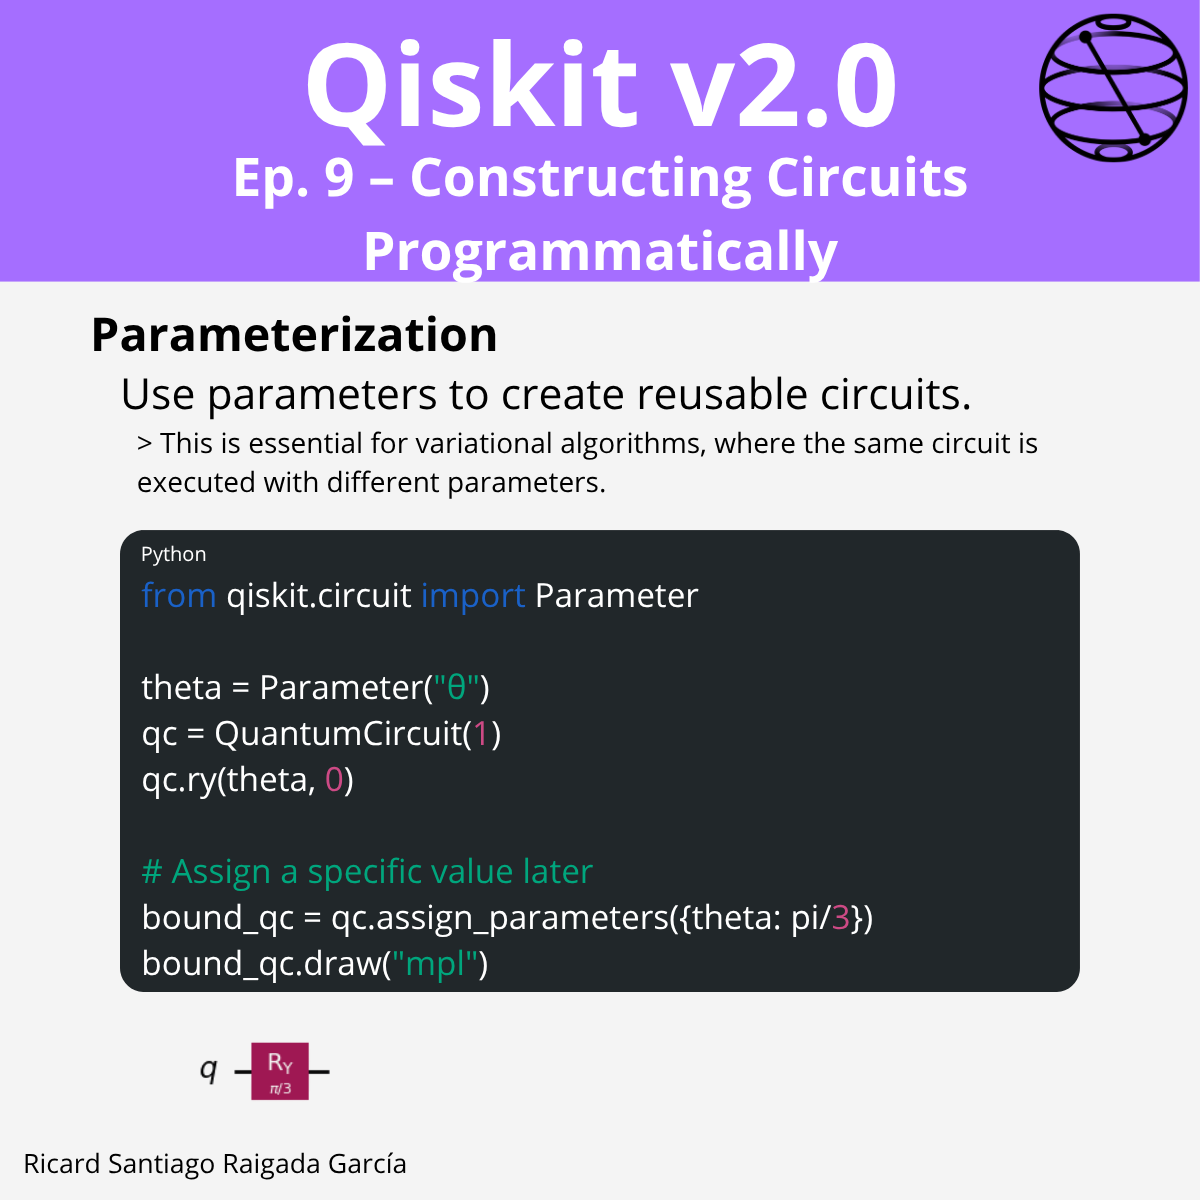 Qiskit v2.0
Ep. 9 – Constructing Circuits
Programmatically
Parameterization
Use parameters to create reusable circuits.
> This is essential for variational algorithms, where the same circuit is
executed with different parameters.
Python
from qiskit.circuit import Parameter
theta = Parameter("θ")
qc = QuantumCircuit(1)
qc.ry(theta, 0)
# Assign a specific value later
bound_qc = qc.assign_parameters({theta: pi/3})
bound_qc.draw("mpl")
q
RY
π/3
Ricard Santiago Raigada García